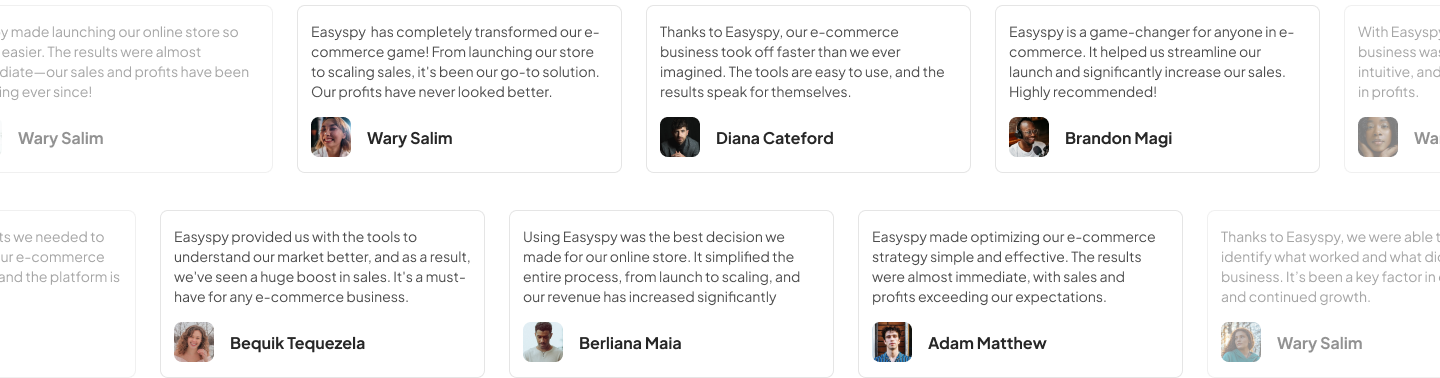 y made launching our online store so
easier. The results were almost
diate—our sales and profits have been
ing ever since!
Wary Salim
Easyspy has completely transformed our e-
commerce game! From launching our store
to scaling sales, it's been our go-to solution.
Our profits have never looked better.
Wary Salim
Thanks to Easyspy, our e-commerce
business took off faster than we ever
imagined. The tools are easy to use, and the
results speak for themselves.
Diana Cateford
Easyspy is a game-changer for anyone in e-
commerce. It helped us streamline our
launch and significantly increase our sales.
Highly recommended!
Brandon Magi
With Easyspy
business was
intuitive, and
in profits.
Wa
ts we needed to
ur e-commerce
and the platform is
Easyspy provided us with the tools to
understand our market better, and as a result,
we've seen a huge boost in sales. It's a must-
have for any e-commerce business.
Bequik Tequezela
Using Easyspy was the best decision we
made for our online store. It simplified the
entire process, from launch to scaling, and
our revenue has increased significantly
Berliana Maia
Easyspy made optimizing our e-commerce
strategy simple and effective. The results
were almost immediate, with sales and
profits exceeding our expectations.
Adam Matthew
Thanks to Easyspy, we were able t
identify what worked and what di
business. It's been a key factor in
and continued growth.
Wary Salim